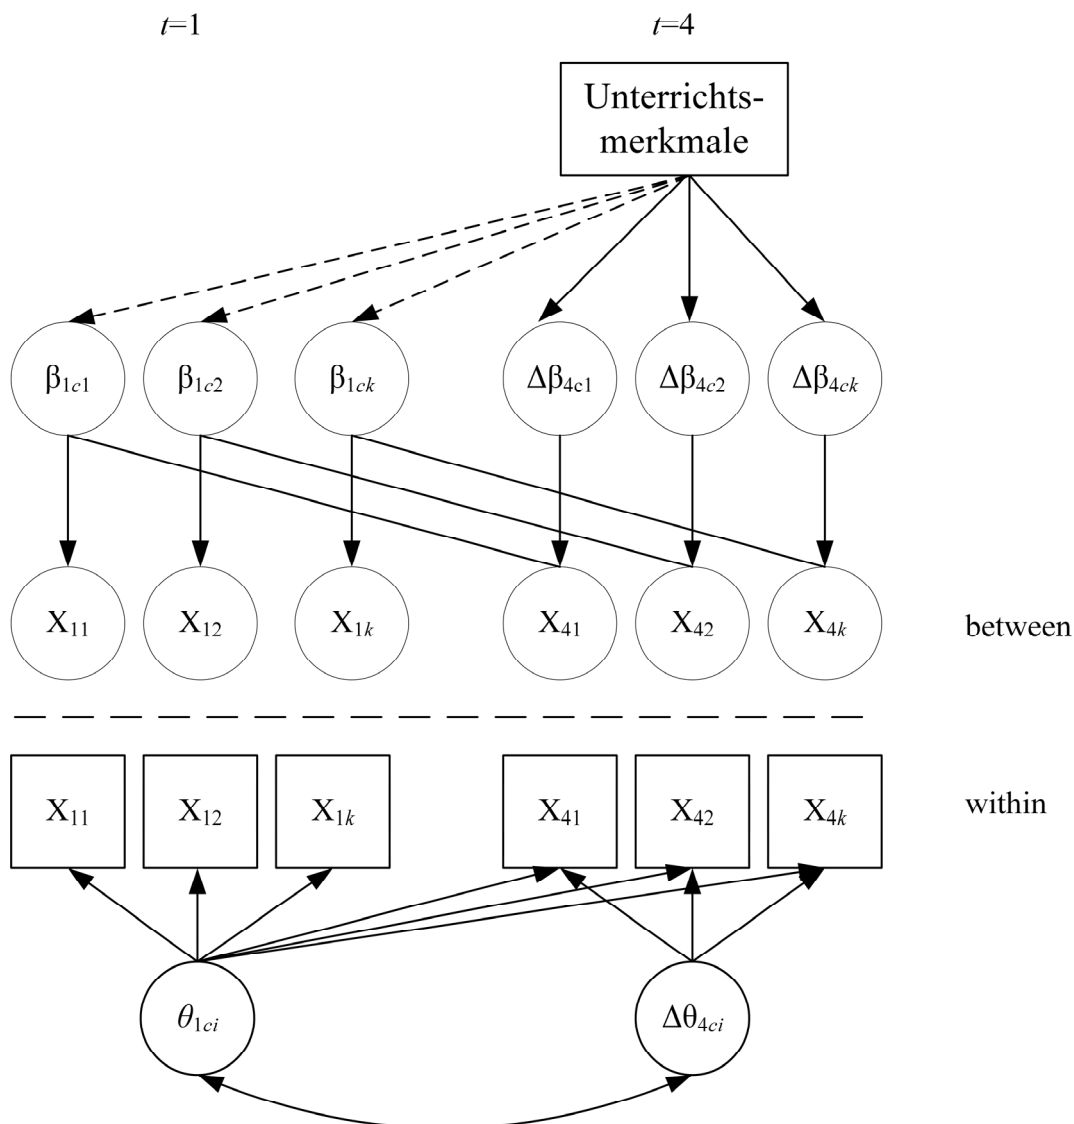 t=1 t=4
Unterrichts-
merkmale
β1c1 β1c2 β1ck Δβ4c1 Δβ4c2 Δβ4ck
X11 X12 X1k X41 X42 X4k between
X11 X12 X1k X41 X42 X4k within
θ1ci Δθ4ci